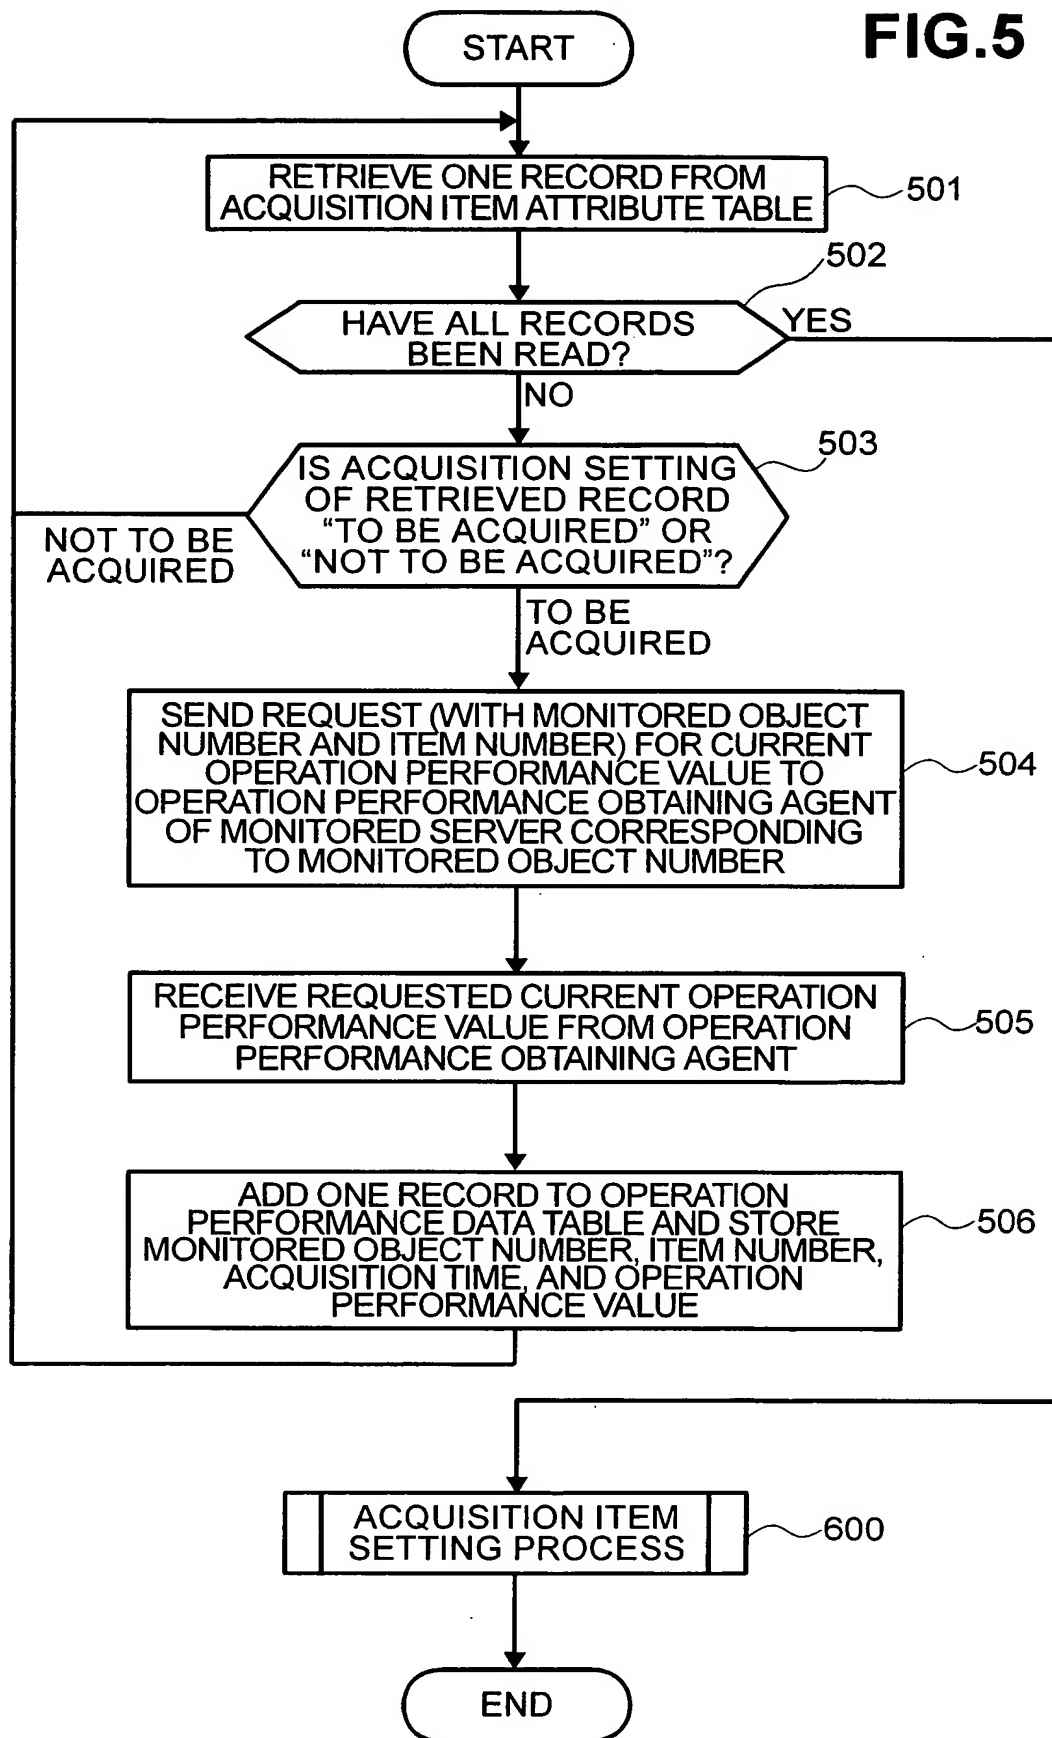 FIG.5
START
RETRIEVE ONE RECORD FROM
ACQUISITION ITEM ATTRIBUTE TABLE
501
502
HAVE ALL RECORDS
BEEN READ?
YES
NO
503
IS ACQUISITION SETTING
OF RETRIEVED RECORD
“TO BE ACQUIRED” OR
“NOT TO BE ACQUIRED”?
NOT TO BE
ACQUIRED
TO BE
ACQUIRED
SEND REQUEST (WITH MONITORED OBJECT
NUMBER AND ITEM NUMBER) FOR CURRENT
OPERATION PERFORMANCE VALUE TO
OPERATION PERFORMANCE OBTAINING AGENT
OF MONITORED SERVER CORRESPONDING
TO MONITORED OBJECT NUMBER
504
RECEIVE REQUESTED CURRENT OPERATION
PERFORMANCE VALUE FROM OPERATION
PERFORMANCE OBTAINING AGENT
505
ADD ONE RECORD TO OPERATION
PERFORMANCE DATA TABLE AND STORE
MONITORED OBJECT NUMBER, ITEM NUMBER,
ACQUISITION TIME, AND OPERATION
PERFORMANCE VALUE
506
ACQUISITION ITEM
SETTING PROCESS
600
END